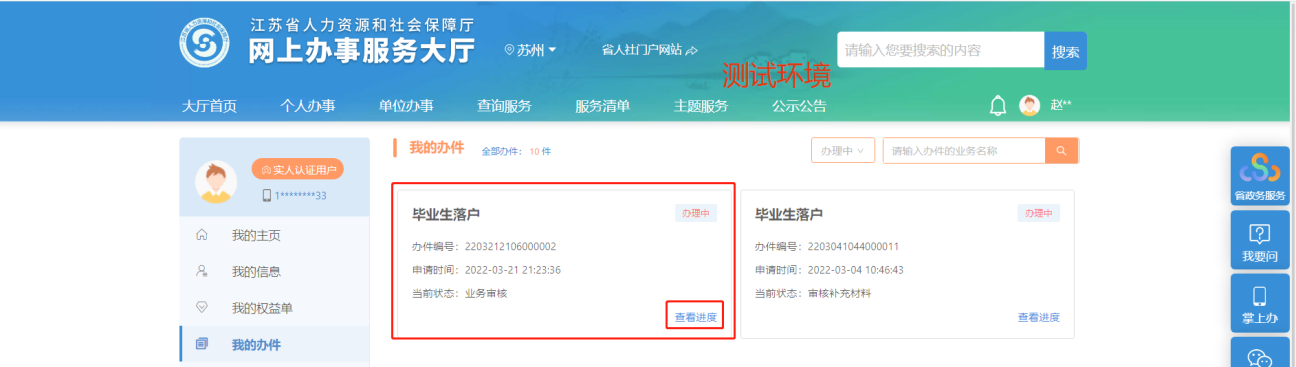 江苏省人力资源和社会保障厅
网上办事服务大厅
苏州
省人社门户网站
请输入您要搜索的内容
搜索
测试环境
大厅首页 个人办事 单位办事 查询服务 服务清单 主题服务 公示公告
赵**
实人认证用户
1********33
我的主页
我的信息
我的权益单
我的办件
我的办件 全部办件: 10 件
办理中
请输入办件的业务名称
毕业生落户 办理中
办件编号: 2203212106000002
申请时间: 2022-03-21 21:23:36
当前状态: 业务审核
查看进度
毕业生落户 办理中
办件编号: 2203041044000011
申请时间: 2022-03-04 10:46:43
当前状态: 审核补充材料
查看进度
省政务服务
我要问
掌上办